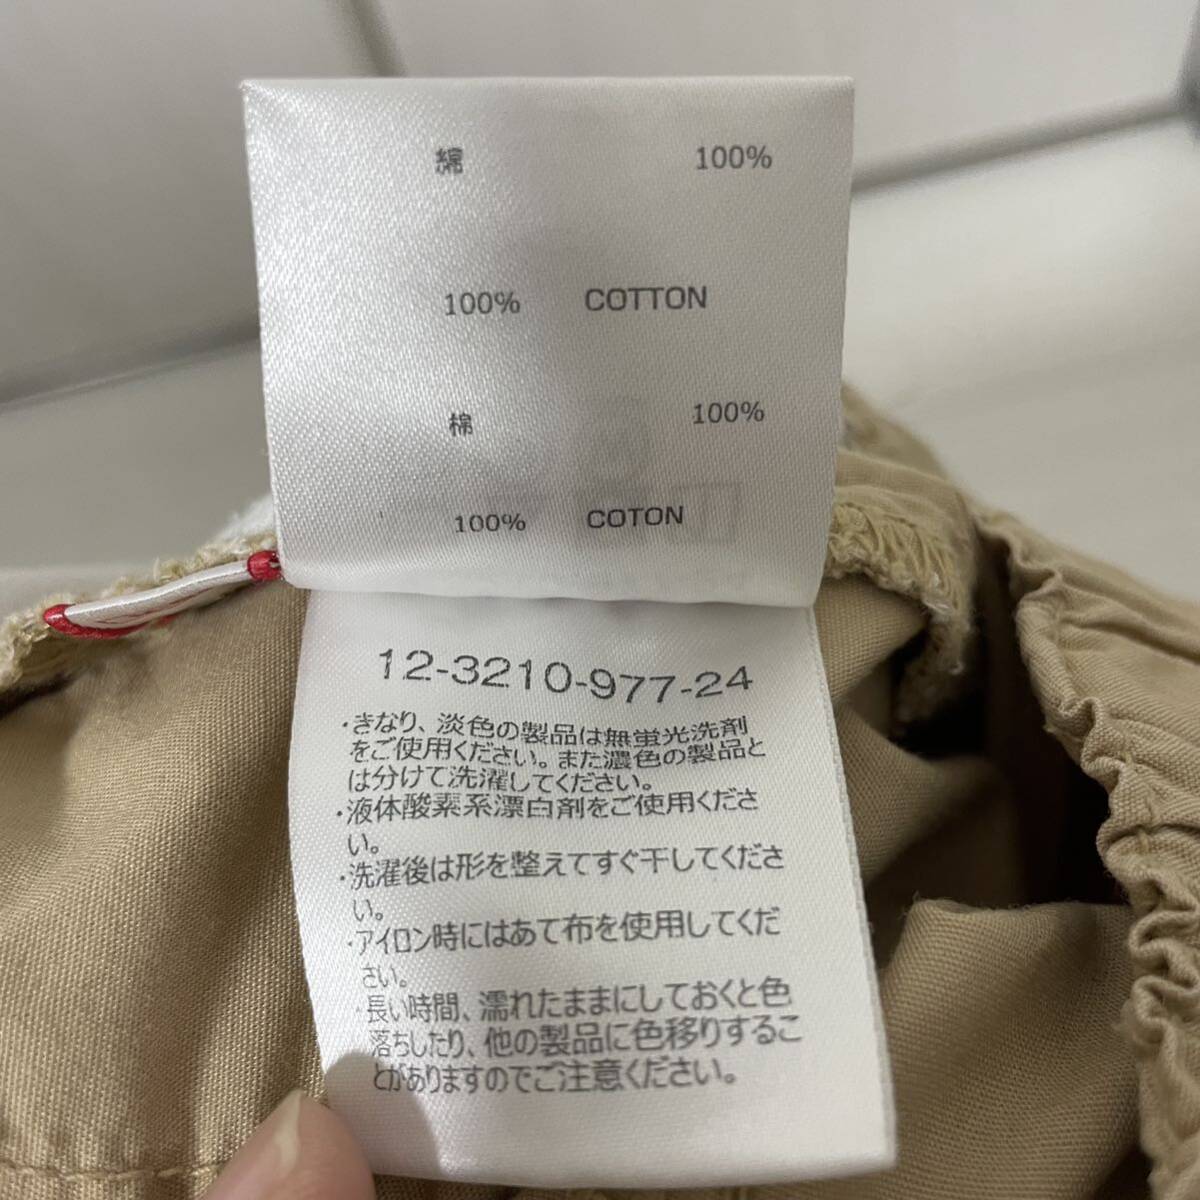 綿 100%
100% COTTON
棉 100%
100% COTON
12-3210-977-24
・きなり、淡色の製品は無蛍光洗剤
をご使用ください。また濃色の製品と
は分けて洗濯してください。
・液体酸素系漂白剤をご使用くださ
い。
・洗濯後は形を整えてすぐ干してくださ
い。
・アイロン時にはあて布を使用してくだ
さい。
・長い時間、濡れたままにしておくと色
落ちしたり、他の製品に色移りするこ
とがありますのでご注意ください。